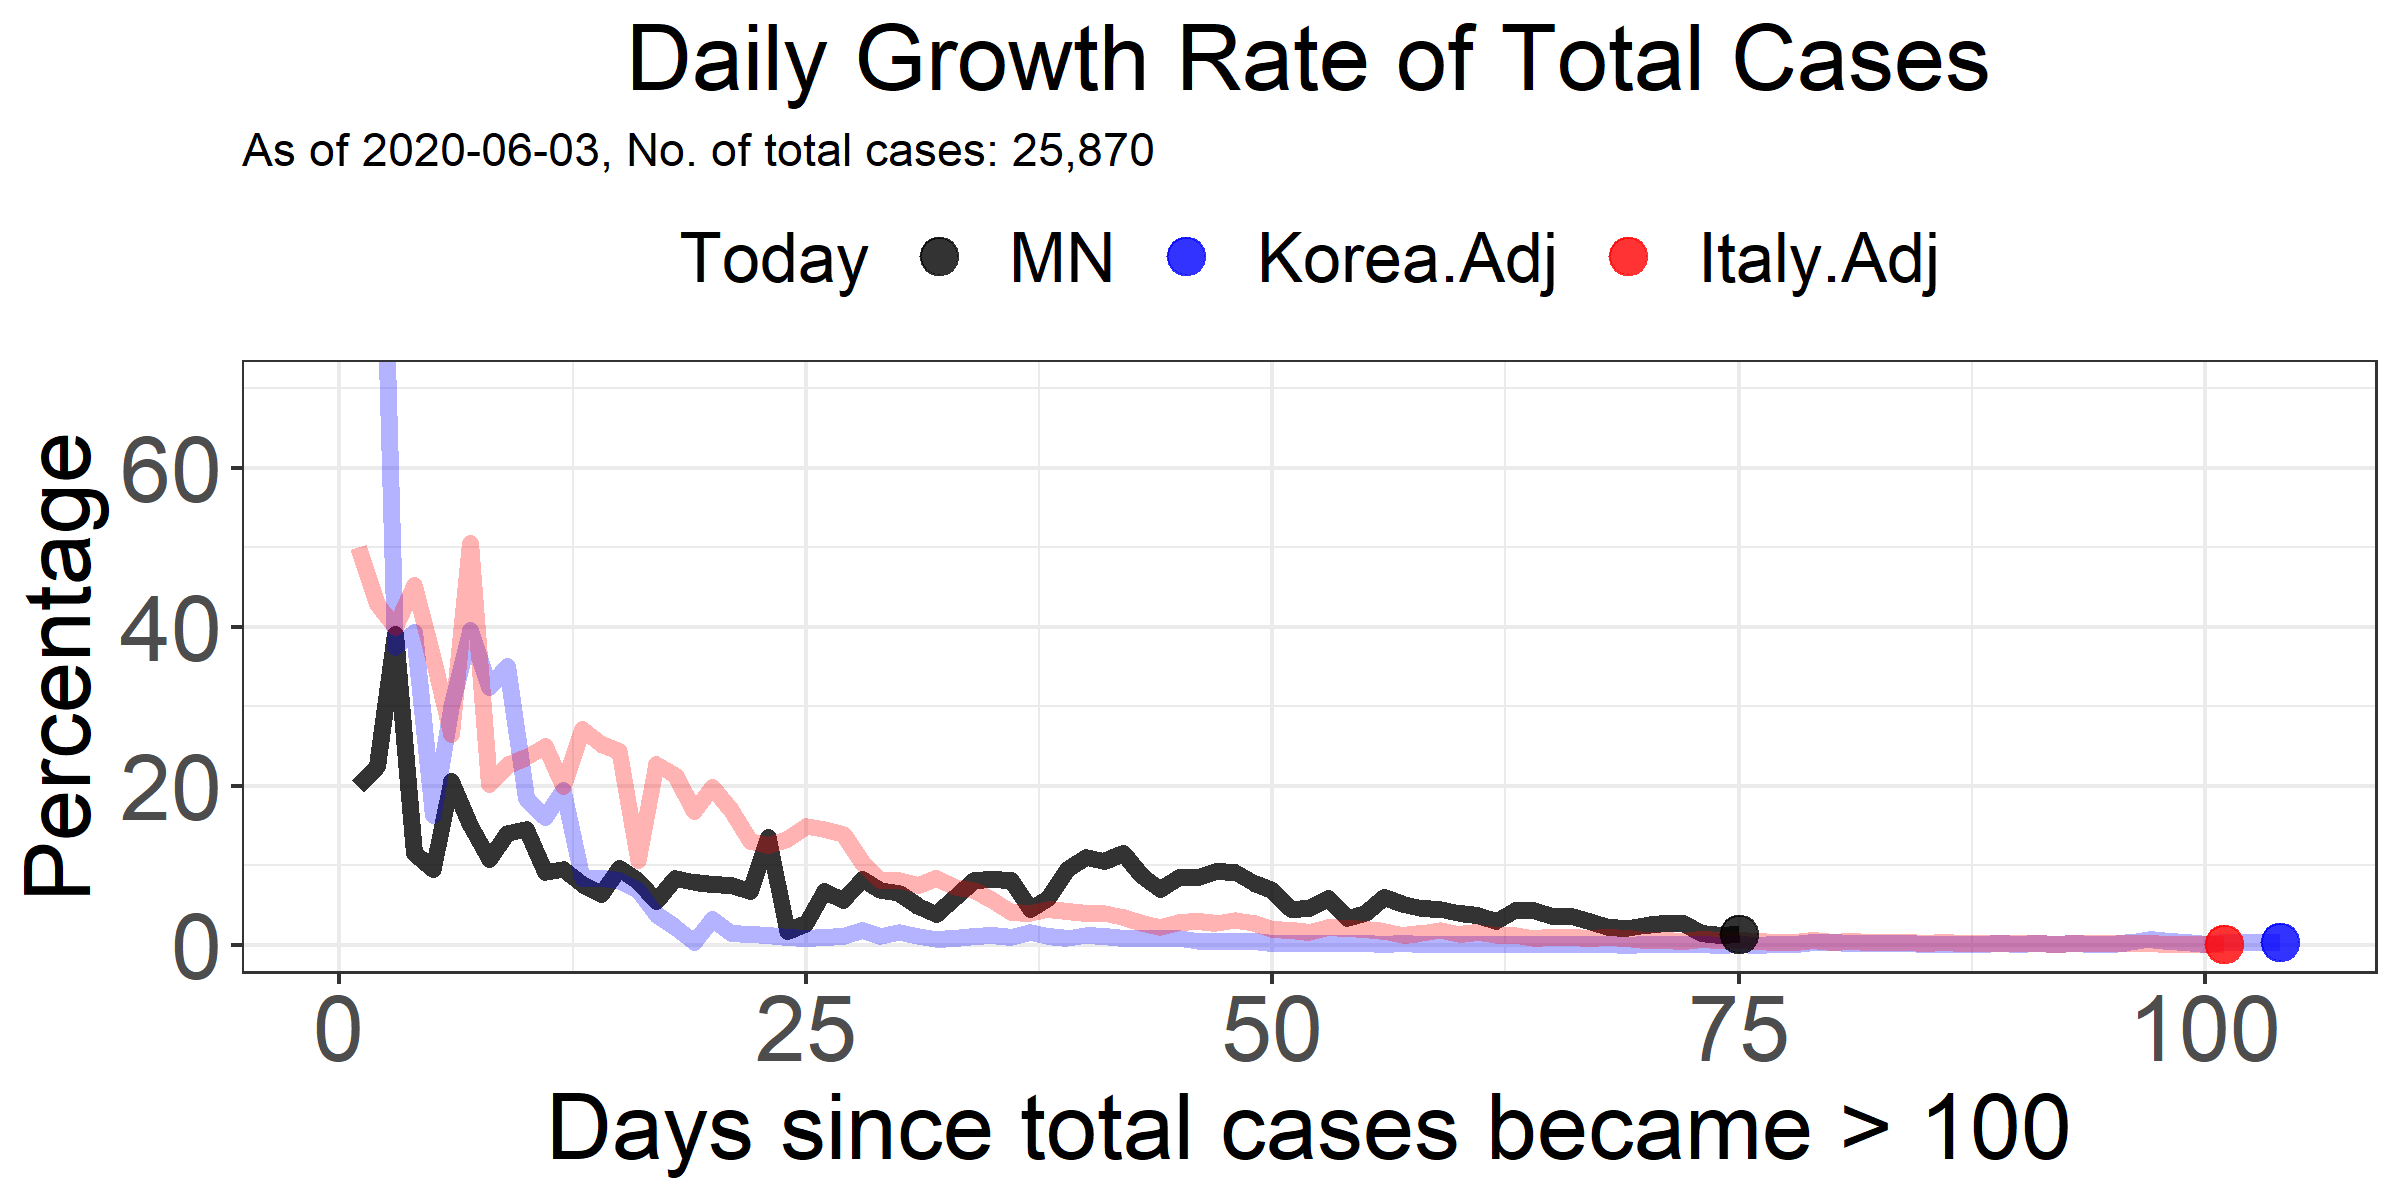 Daily Growth Rate of Total Cases
As of 2020-06-03, No. of total cases: 25,870
Today MN Korea.Adj Italy.Adj
Percentage
60
40
20
0
0 25 50 75 100
Days since total cases became > 100